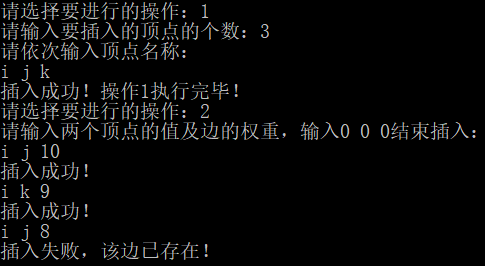 请选择要进行的操作：1
请输入要插入的顶点的个数：3
请依次输入顶点名称：
i j k
插入成功！操作1执行完毕！
请选择要进行的操作：2
请输入两个顶点的值及边的权重，输入0 0 0结束插入：
i j 10
插入成功！
i k 9
插入成功！
i j 8
插入失败，该边已存在！